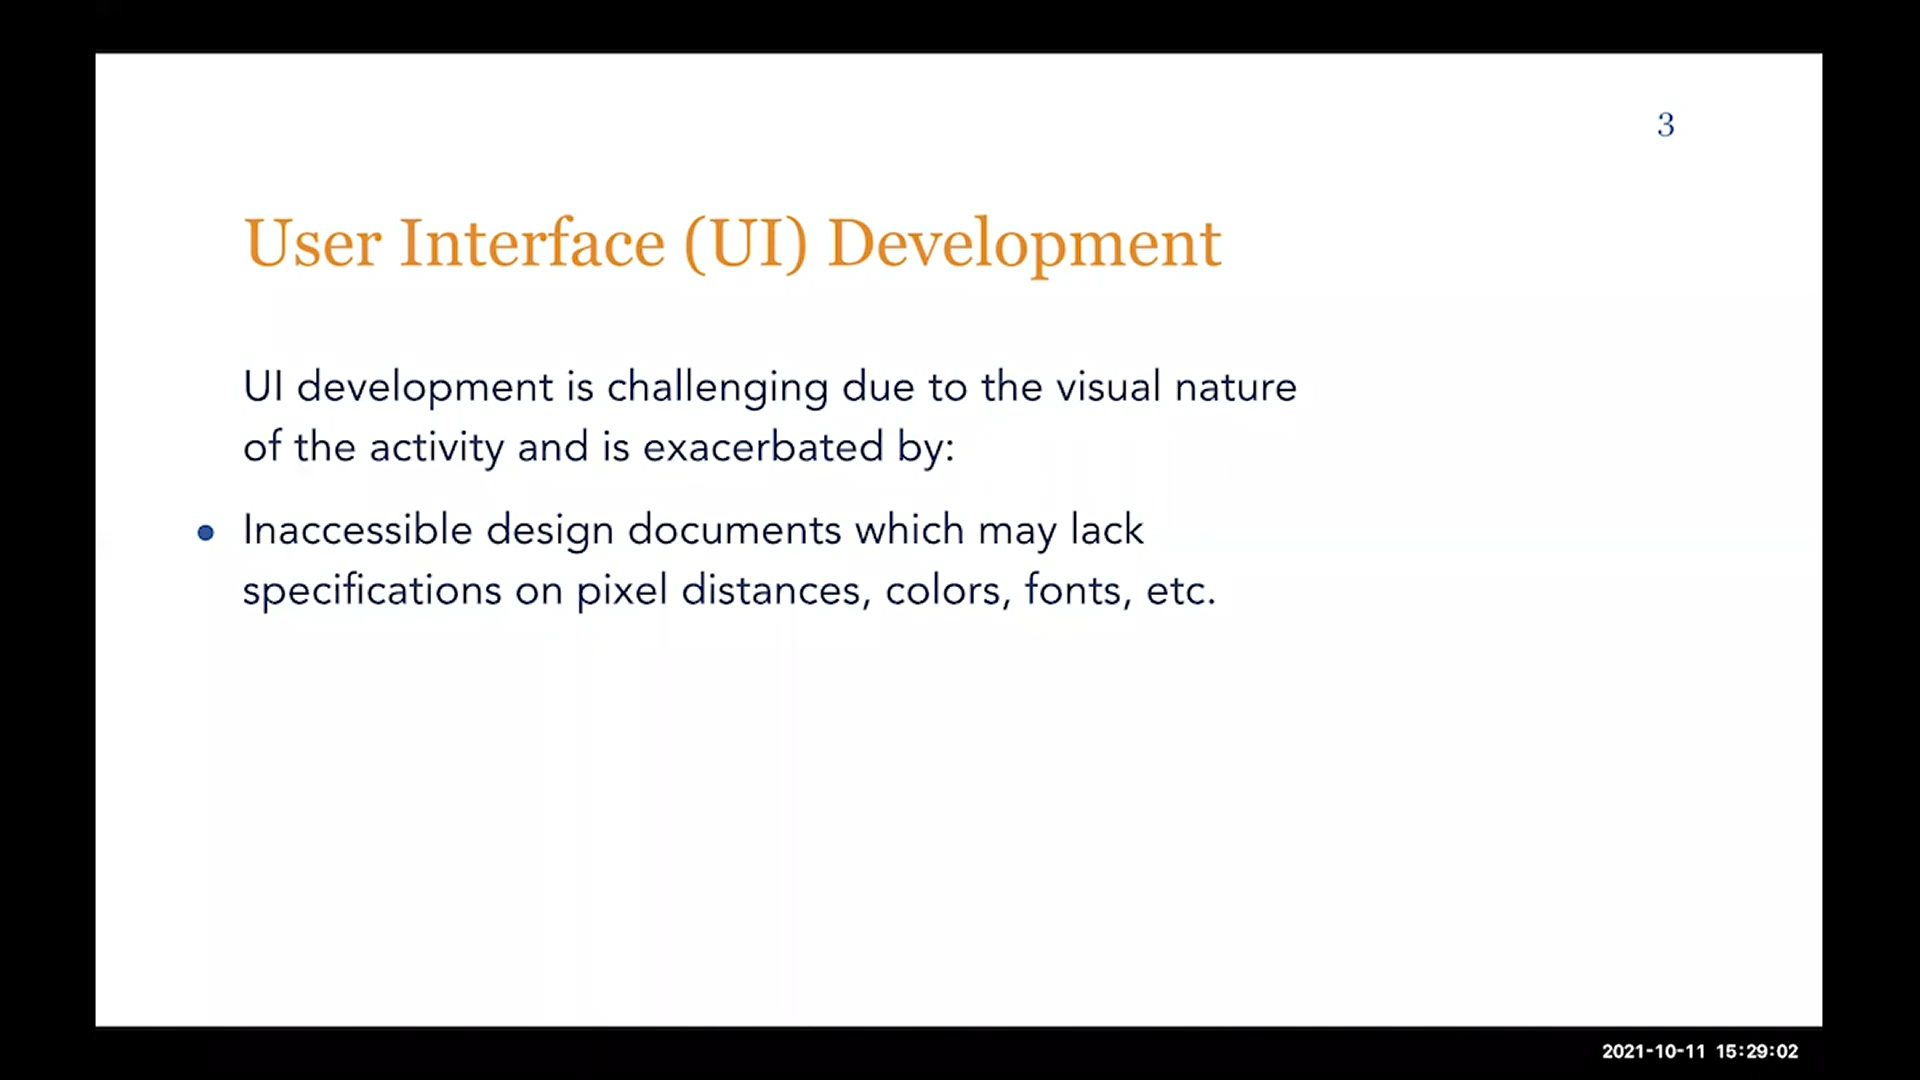 3
User Interface (UI) Development
UI development is challenging due to the visual nature
of the activity and is exacerbated by:
• Inaccessible design documents which may lack
specifications on pixel distances, colors, fonts, etc.
2021-10-11 15:29:02